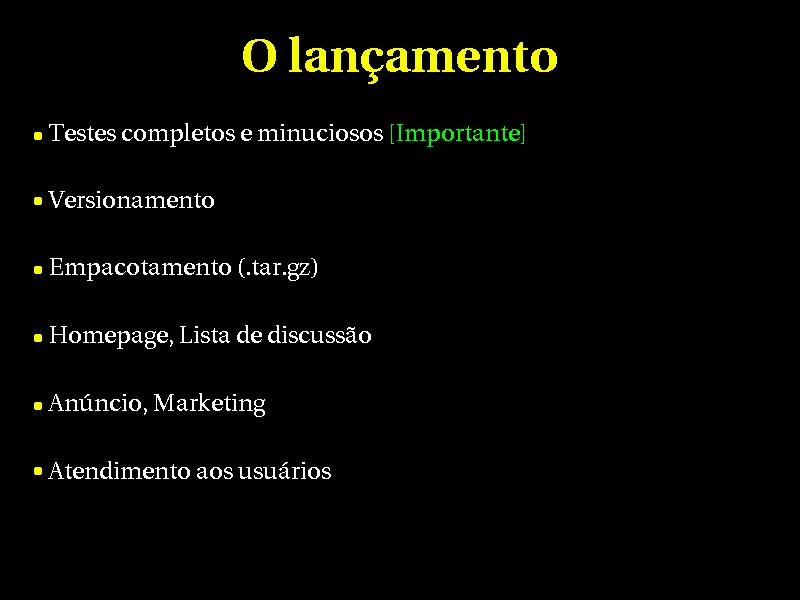 O lançamento
Testes completos e minuciosos [Importante]
Versionamento
Empacotamento (.tar.gz)
Homepage, Lista de discussão
Anúncio, Marketing
Atendimento aos usuários